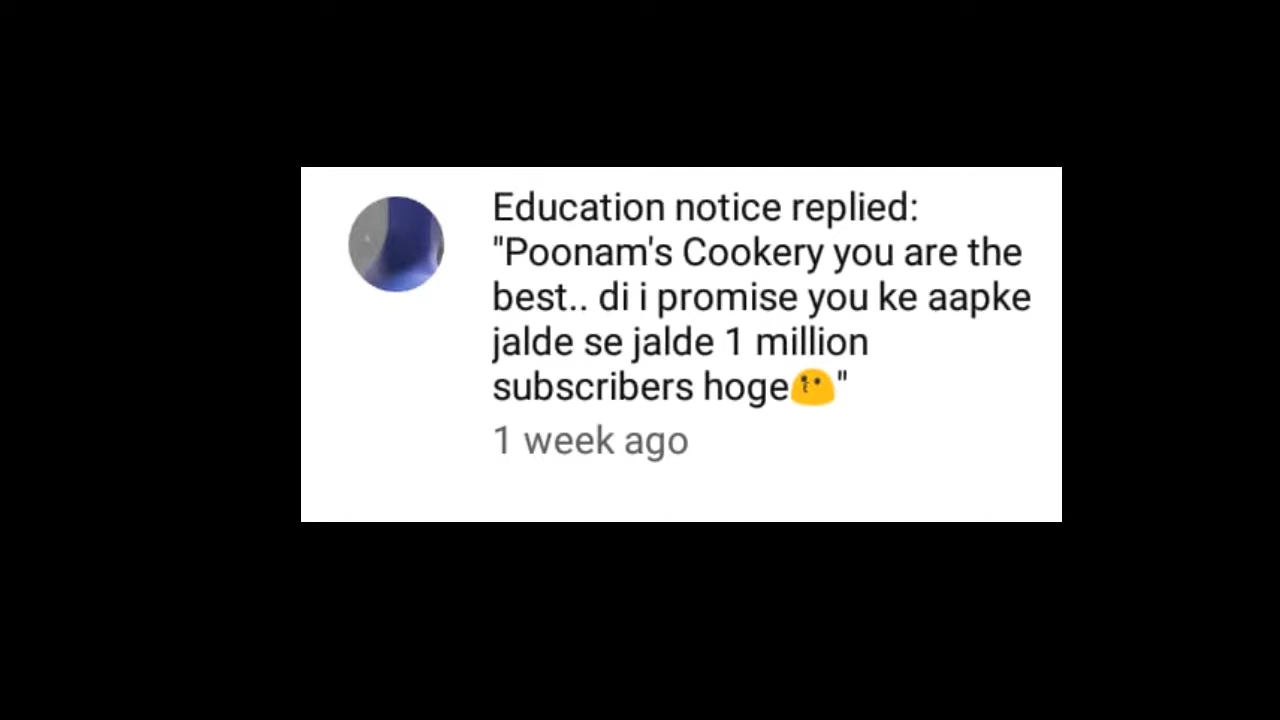 Education notice replied:
"Poonam's Cookery you are the
best.. di i promise you ke aapke
jalde se jalde 1 million
subscribers hoge😗"
1 week ago